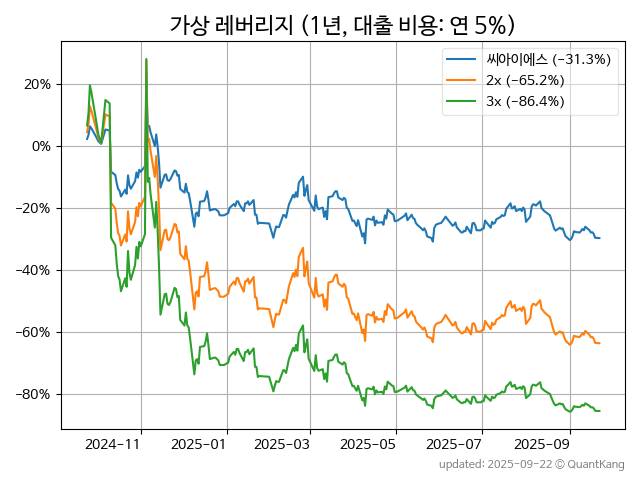 가상 레버리지 (1년, 대출 비용: 연 5%)
씨아이에스 (−31.3%)
2x (−65.2%)
3x (−86.4%)
20%
0%
−20%
−40%
−60%
−80%
2024-11
2025-01
2025-03
2025-05
2025-07
2025-09
updated: 2025-09-22 © QuantKang